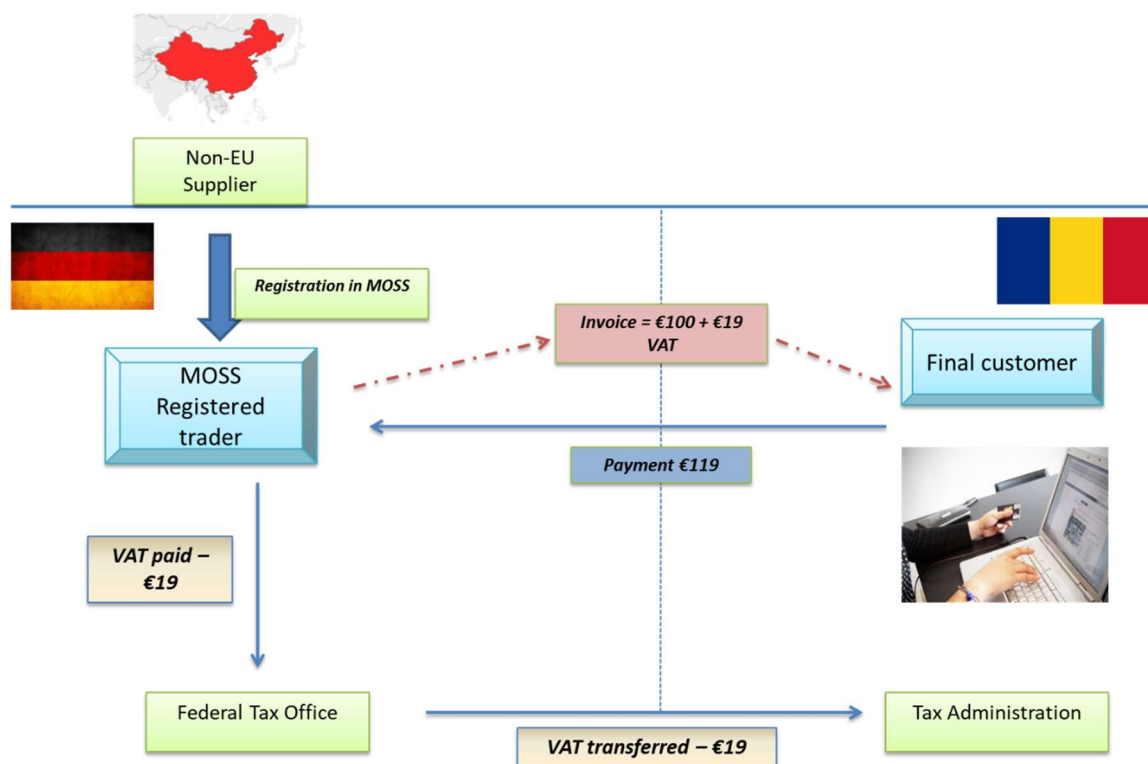 Non-EU
Supplier
Registration in MOSS
Invoice = €100 + €19
VAT
MOSS
Registered
trader
Final customer
Payment €119
VAT paid –
€19
Federal Tax Office
Tax Administration
VAT transferred – €19